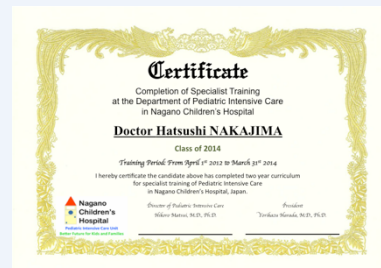 Certificate
Completion of Specialist Training
at the Department of Pediatric Intensive Care
in Nagano Children's Hospital
Doctor Hatsushi NAKAJIMA
Class of 2014
Training Period: From April 1st 2012 to March 31st 2014
I hereby certificate the candidate above has completed two year curriculum
for specialist training of Pediatric Intensive Care
in Nagano Children's Hospital, Japan.
Nagano
Children's
Hospital
Pediatric Intensive Care Unit
Better Future for Kids and Families
Director of Pediatric Intensive Care
Matsui, M.D., Ph.D.
President
Harada, M.D., Ph.D.